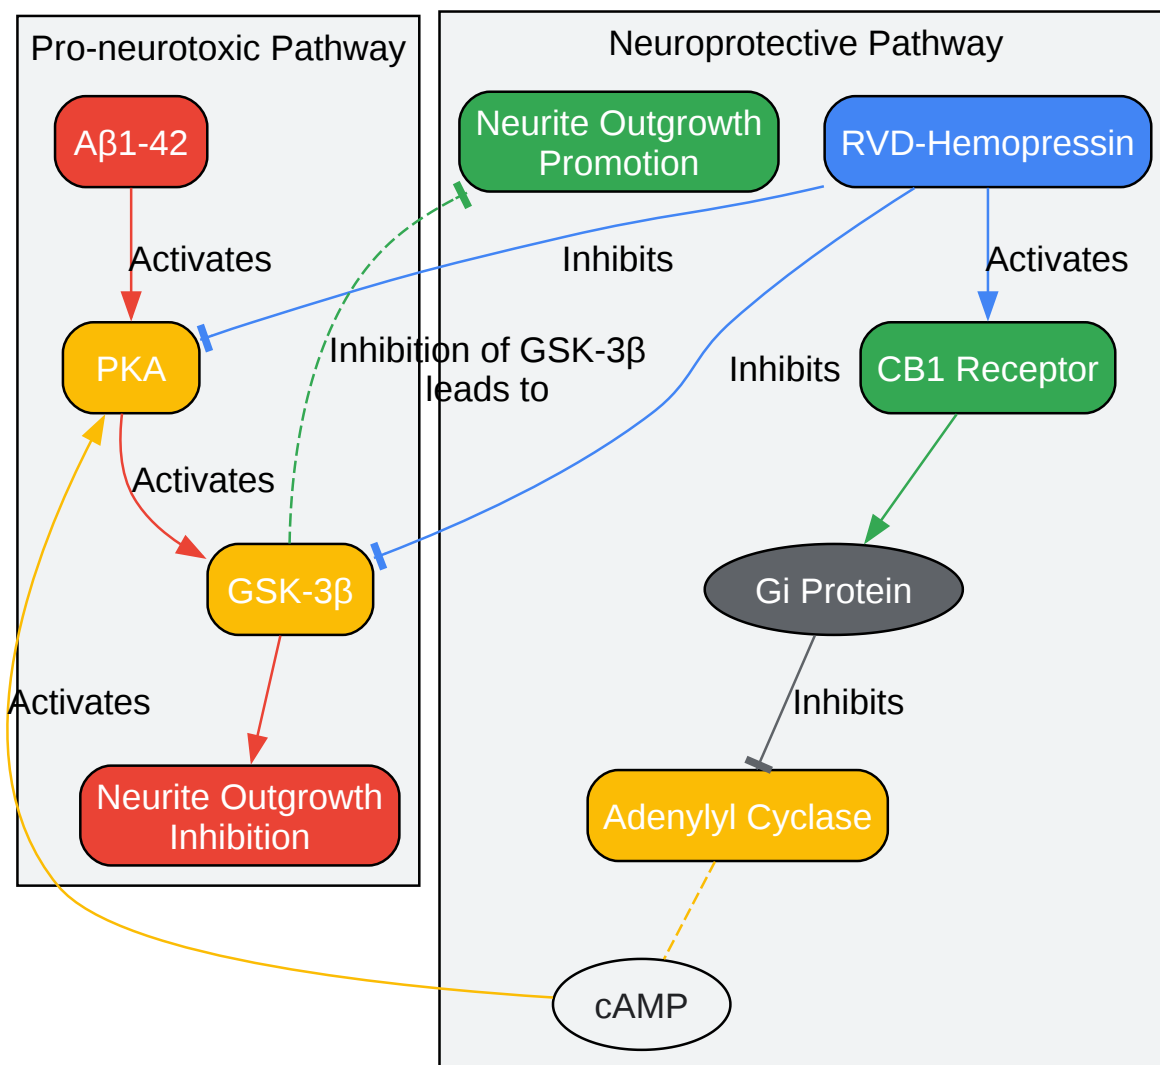 Pro-neurotoxic Pathway
Neuroprotective Pathway
Aβ1-42
Neurite Outgrowth
Promotion
RVD-Hemopressin
Activates
Inhibits
Activates
PKA
Inhibition of GSK-3β
leads to
Inhibits
CB1 Receptor
Activates
GSK-3β
Gi Protein
Activates
Inhibits
Neurite Outgrowth
Inhibition
Adenylyl Cyclase
cAMP